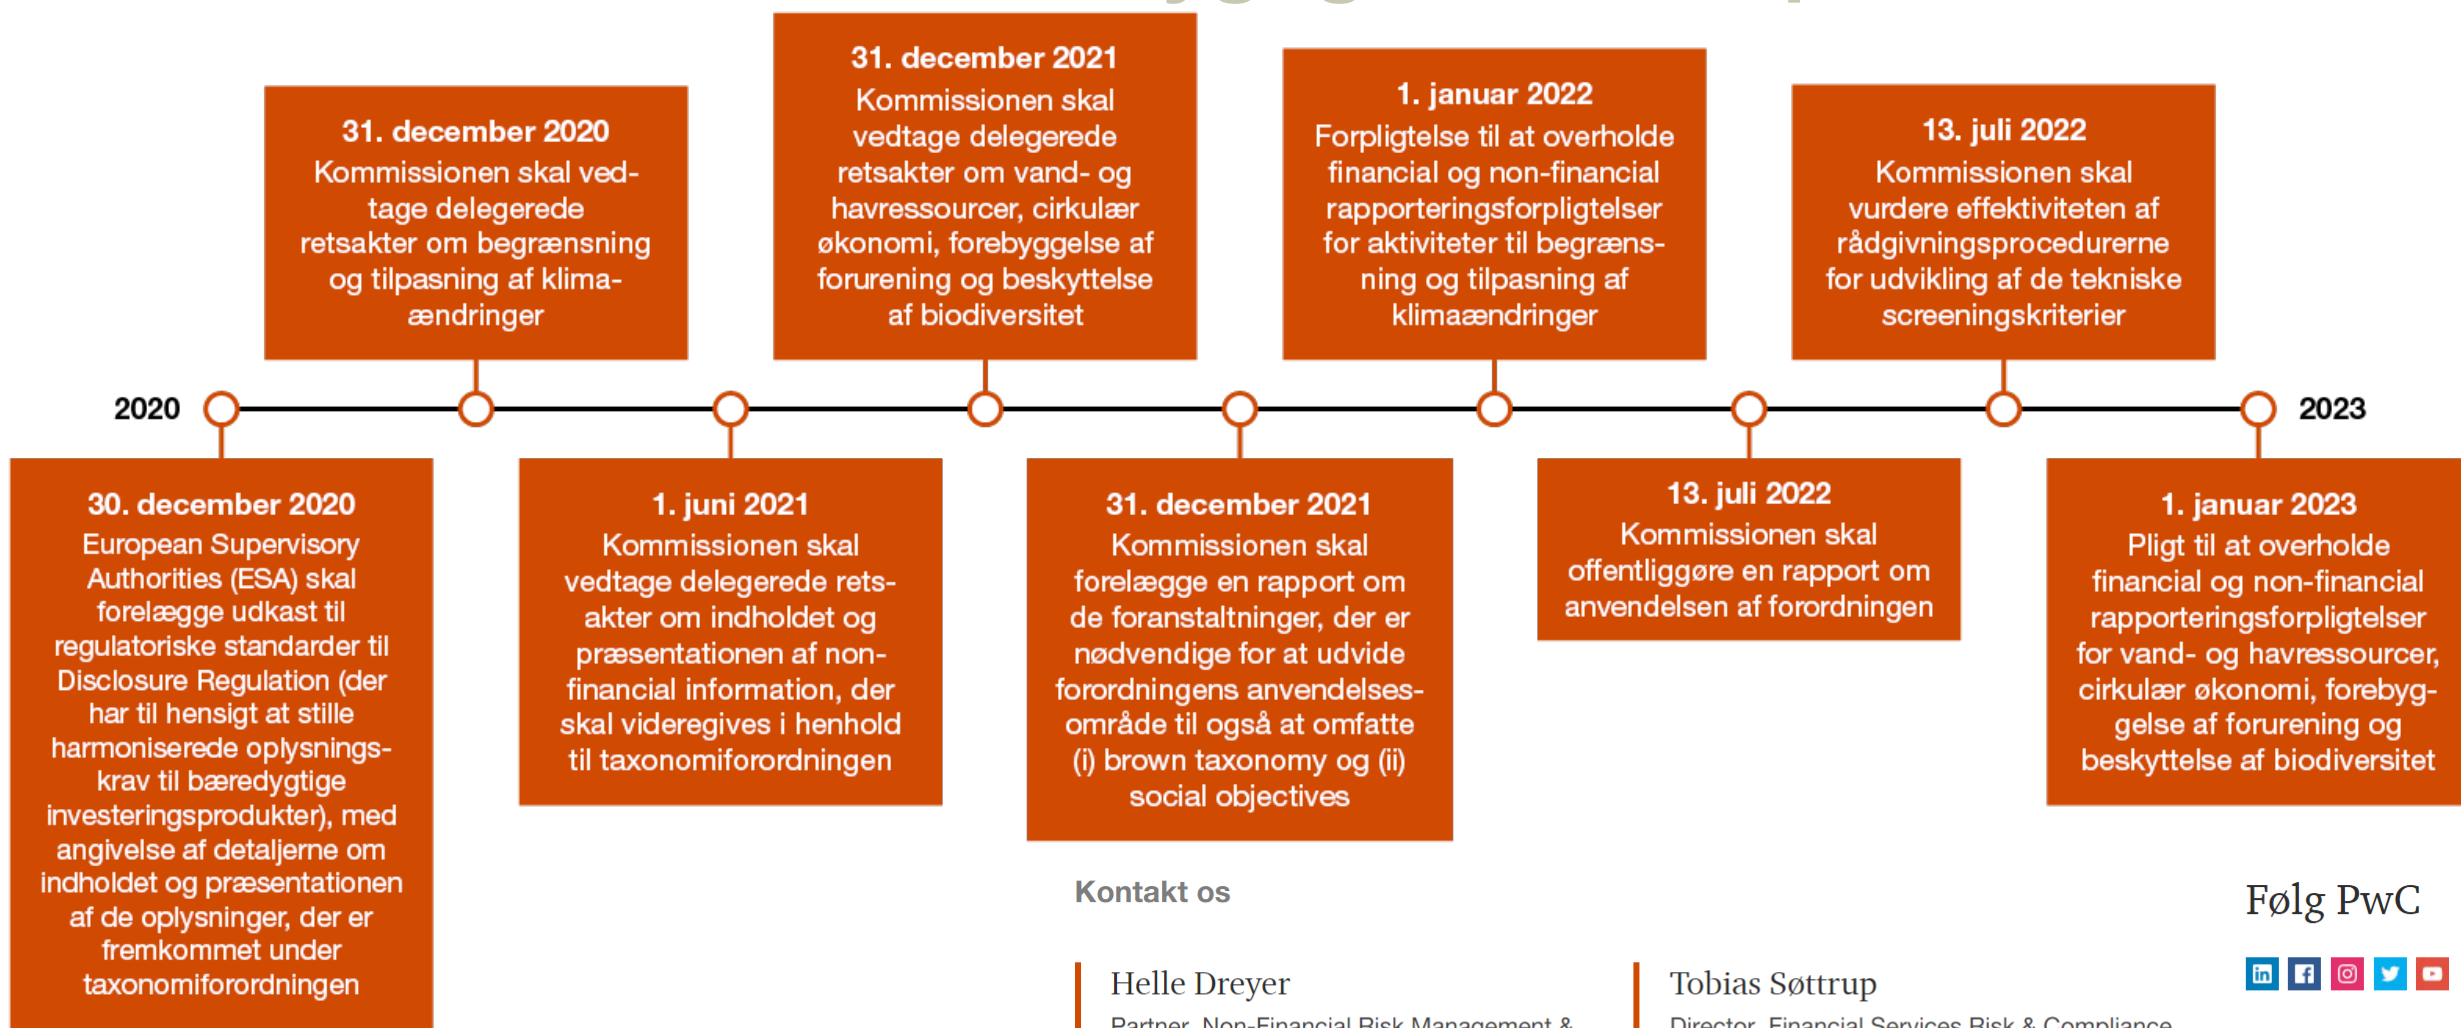 31. december 2020
Kommissionen skal ved-
tage delegerede
retsakter om begrænsning
og tilpasning af klima-
ændringer
31. december 2021
Kommissionen skal
vedtage delegerede
retsakter om vand- og
havressourcer, cirkulær
økonomi, forebyggelse af
forurening og beskyttelse
af biodiversitet
1. januar 2022
Forpligtelse til at overholde
financial og non-financial
rapporteringsforpligtelser
for aktiviteter til begræns-
ning og tilpasning af
klimaændringer
13. juli 2022
Kommissionen skal
vurdere effektiviteten af
rådgivningsprocedurerne
for udvikling af de tekniske
screeningskriterier
2020
2023
30. december 2020
European Supervisory
Authorities (ESA) skal
forelægge udkast til
regulatoriske standarder til
Disclosure Regulation (der
har til hensigt at stille
harmoniserede oplysnings-
krav til bæredygtige
investeringsprodukter), med
angivelse af detaljerne om
indholdet og præsentationen
af de oplysninger, der er
fremkommet under
taxonomiforordningen
1. juni 2021
Kommissionen skal
vedtage delegerede rets-
akter om indholdet og
præsentationen af non-
financial information, der
skal videregives i henhold
til taxonomiforordningen
31. december 2021
Kommissionen skal
forelægge en rapport om
de foranstaltninger, der er
nødvendige for at udvide
forordningens anvendelses-
område til også at omfatte
(i) brown taxonomy og (ii)
social objectives
13. juli 2022
Kommissionen skal
offentliggøre en rapport om
anvendelsen af forordningen
1. januar 2023
Pligt til at overholde
financial og non-financial
rapporteringsforpligtelser
for vand- og havressourcer,
cirkulær økonomi, forebyg-
gelse af forurening og
beskyttelse af biodiversitet
Kontakt os
Følg PwC
Helle Dreyer
Partner, Non-Financial Risk Management &
Tobias Søttrup
Director, Financial Services Risk & Compliance